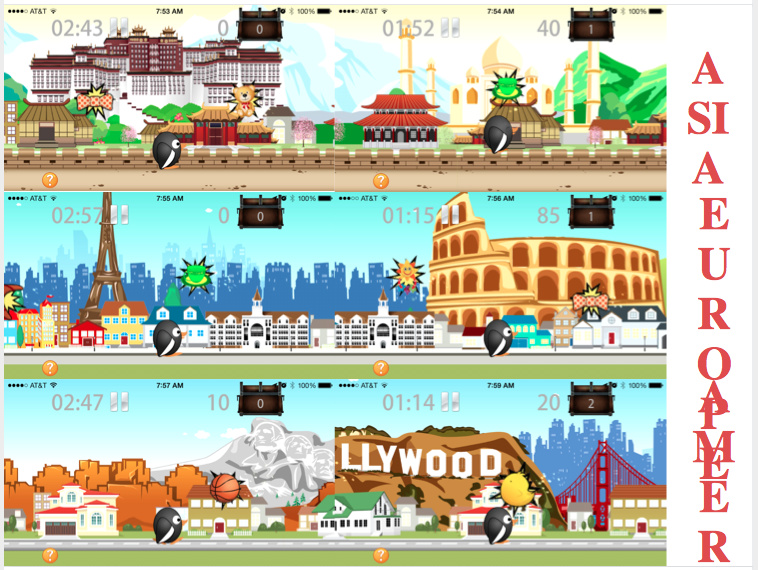 ●●●●○ AT&T 7:53 AM 100%
02:43 0 0
?
●●●●○ AT&T 7:54 AM 100%
01:52 40 1
?
●●●●○ AT&T 7:55 AM 100%
02:57 0 0
?
●●●○○ AT&T 7:56 AM 100%
01:15 85 1
?
●●●●○ AT&T 7:57 AM 100%
02:47 10 0
?
●●●●○ AT&T 7:59 AM 100%
01:14 20 2
LLYWOOD
?
A
SI
A
E
U
R
O
P
E
A
M
E
R